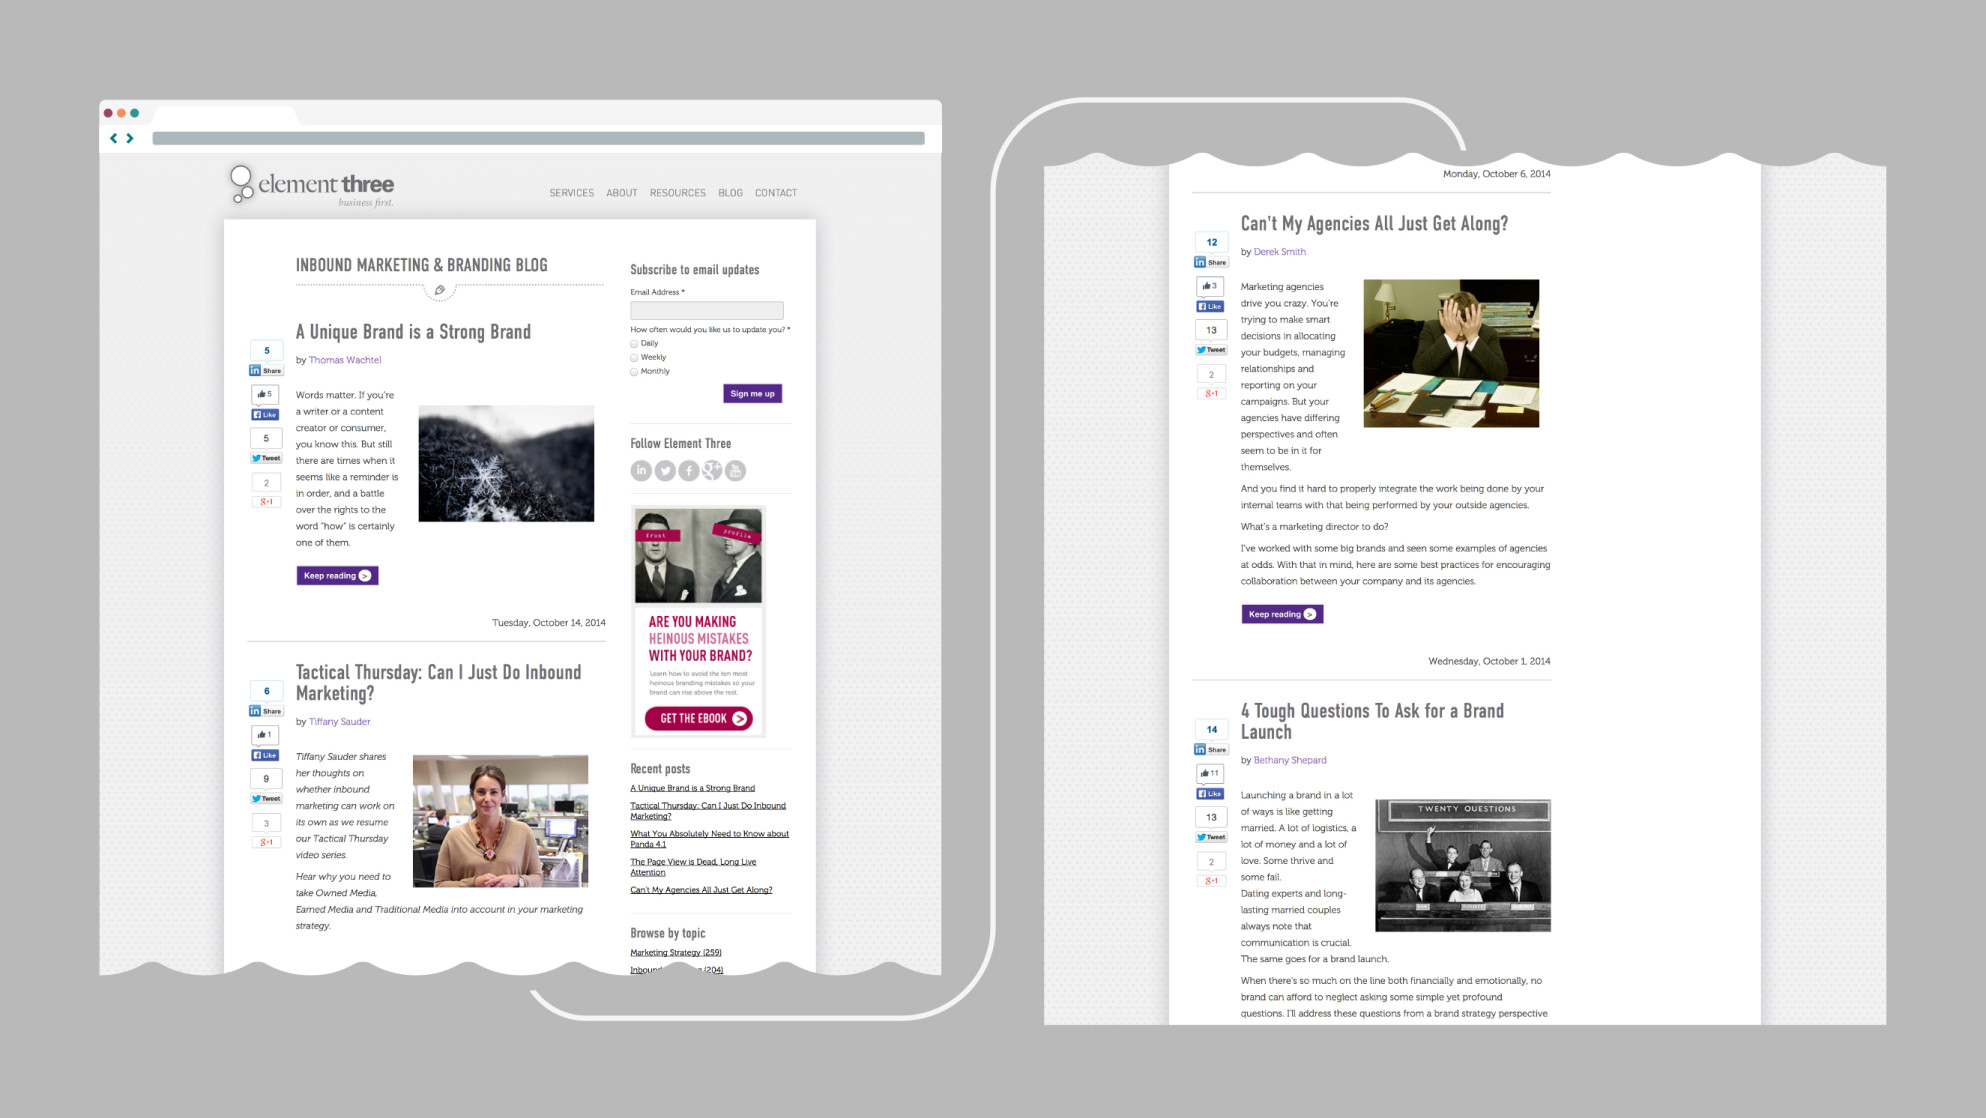 element three
business first.
SERVICES ABOUT RESOURCES BLOG CONTACT
INBOUND MARKETING & BRANDING BLOG
A Unique Brand is a Strong Brand
by Thomas Wachtel
5
in Share
5
Like
5
Tweet
2
g+1
Words matter. If you're
a writer or a content
creator or consumer,
you know this. But still
there are times when it
seems like a reminder is
in order, and a battle
over the rights to the
word "how" is certainly
one of them.
Keep reading >
Tuesday, October 14, 2014
Tactical Thursday: Can I Just Do Inbound
Marketing?
by Tiffany Sauder
6
in Share
1
Like
9
Tweet
3
g+1
Tiffany Sauder shares
her thoughts on
whether inbound
marketing can work on
its own as we resume
our Tactical Thursday
video series.
Hear why you need to
take Owned Media,
Earned Media and Traditional Media into account in your marketing
strategy.
Subscribe to email updates
Email Address *
How often would you like us to update you? *
Daily
Weekly
Monthly
Sign me up
Follow Element Three
in f g+ You Tube
front profile
ARE YOU MAKING
HEINOUS MISTAKES
WITH YOUR BRAND?
Learn how to avoid the ten most
heinous branding mistakes so your
brand can rise above the rest.
GET THE EBOOK >
Recent posts
A Unique Brand is a Strong Brand
Tactical Thursday: Can I Just Do Inbound
Marketing?
What You Absolutely Need to Know about
Panda 4.1
The Page View is Dead, Long Live
Attention
Can't My Agencies All Just Get Along?
Browse by topic
Marketing Strategy (259)
(204)
Monday, October 6, 2014
Can't My Agencies All Just Get Along?
by Derek Smith
12
in Share
3
Like
13
Tweet
2
g+1
Marketing agencies
drive you crazy. You're
trying to make smart
decisions in allocating
your budgets, managing
relationships and
reporting on your
campaigns. But your
agencies have differing
perspectives and often
seem to be in it for
themselves.
And you find it hard to properly integrate the work being done by your
internal teams with that being performed by your outside agencies.
What's a marketing director to do?
I've worked with some big brands and seen some examples of agencies
at odds. With that in mind, here are some best practices for encouraging
collaboration between your company and its agencies.
Keep reading >
Wednesday, October 1, 2014
4 Tough Questions To Ask for a Brand
Launch
by Bethany Shepard
14
in Share
11
Like
13
Tweet
2
g+1
Launching a brand in a lot
of ways is like getting
married. A lot of logistics, a
lot of money and a lot of
love. Some thrive and
some fail.
Dating experts and long-
lasting married couples
always note that
communication is crucial.
The same goes for a brand launch.
TWENTY QUESTIONS
When there's so much on the line both financially and emotionally, no
brand can afford to neglect asking some simple yet profound
questions. I'll address these questions from a brand strategy perspective